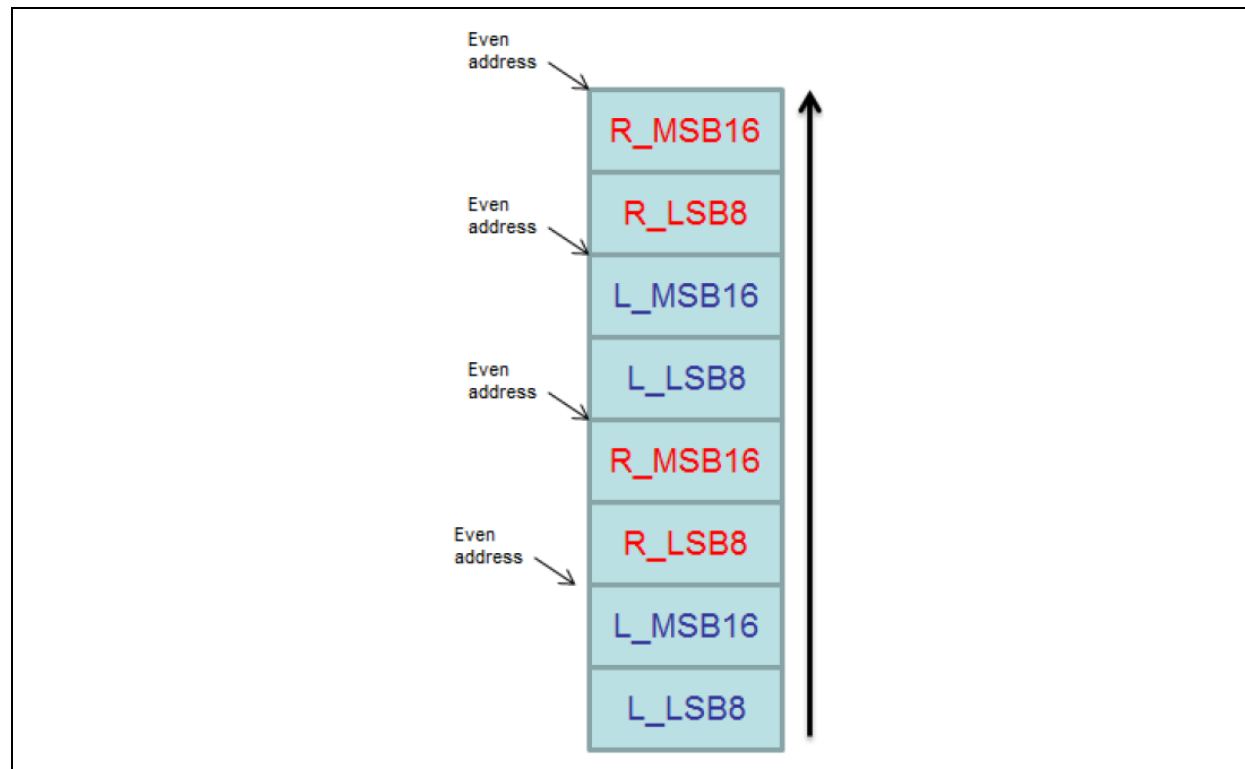 Even
address
R_MSB16
Even
address
R_LSB8
L_MSB16
Even
address
L_LSB8
R_MSB16
Even
address
R_LSB8
L_MSB16
L_LSB8